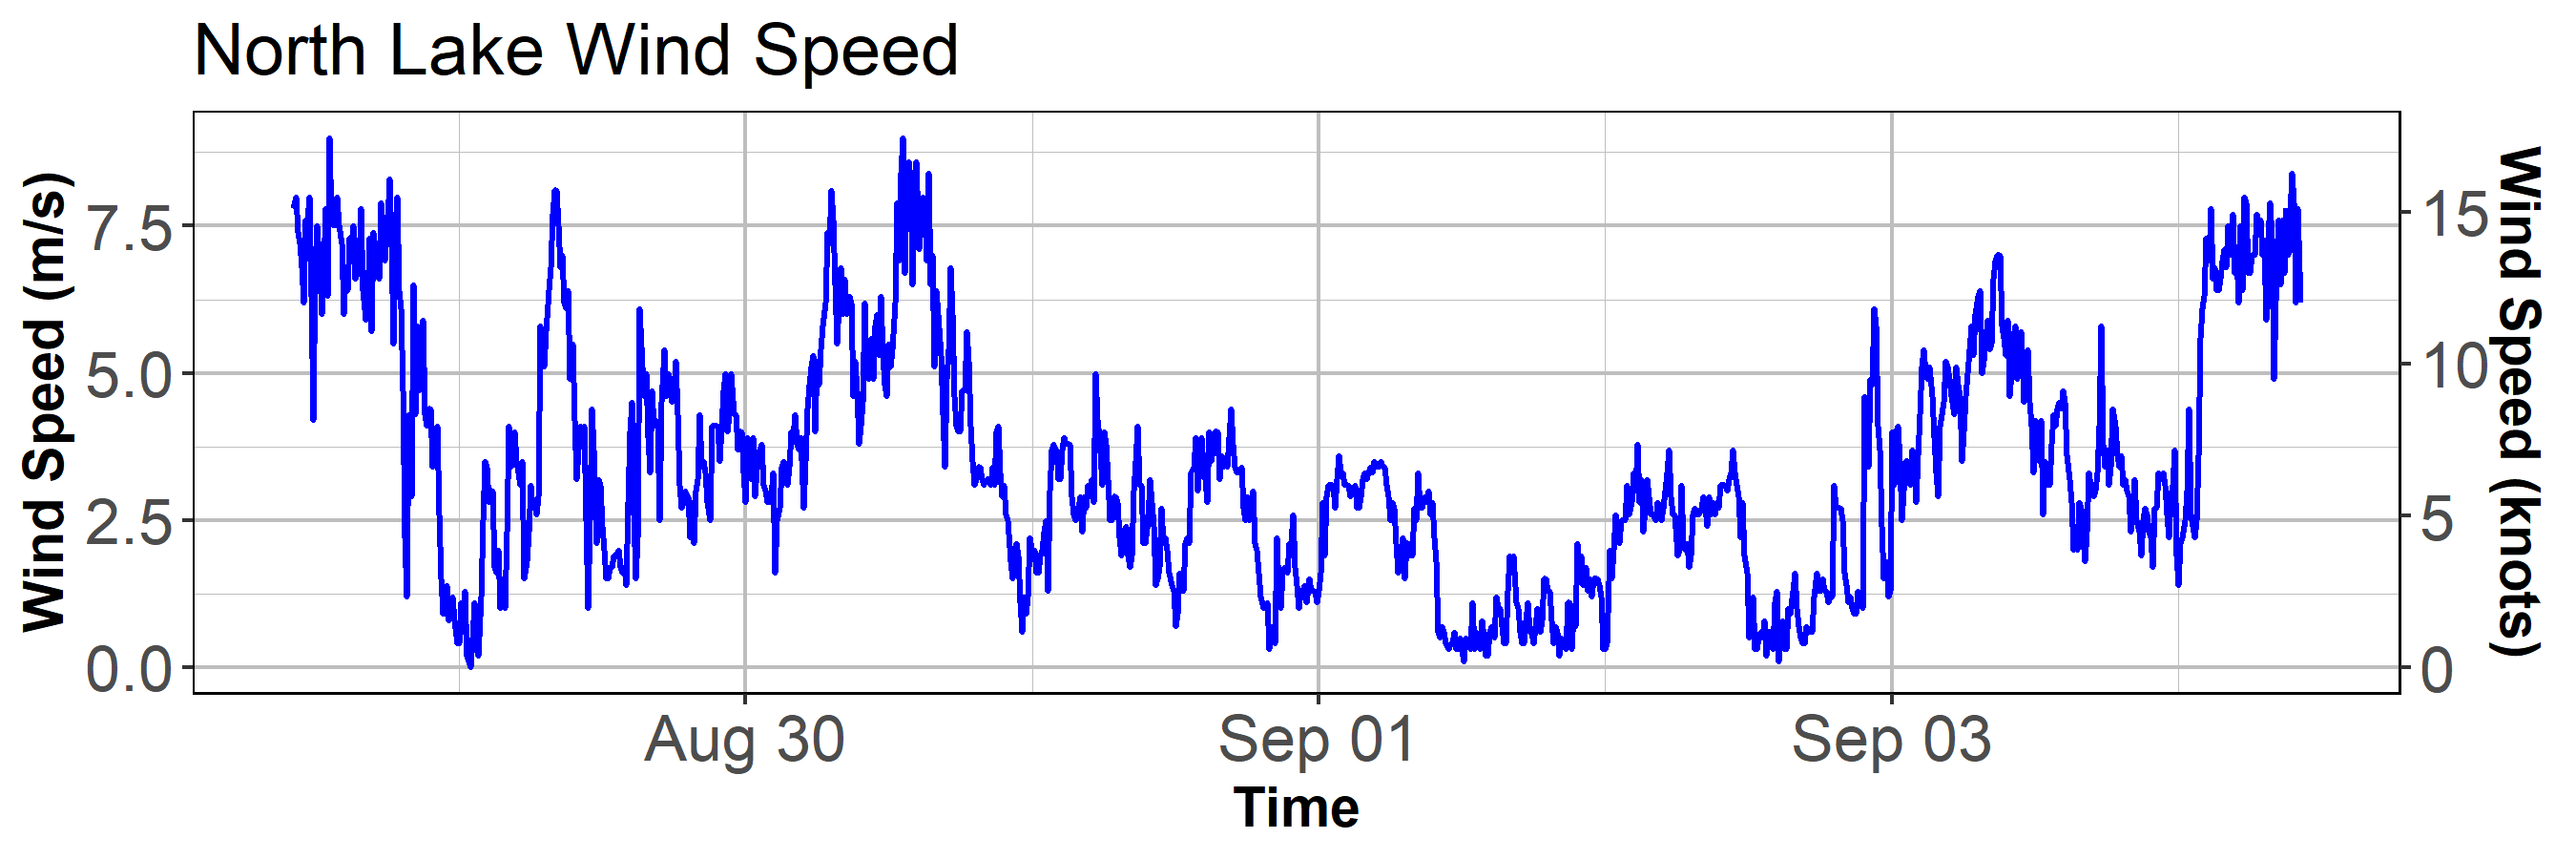 North Lake Wind Speed
Wind Speed (m/s)
7.5
5.0
2.5
0.0
15
10
5
0
Wind Speed (knots)
Aug 30
Sep 01
Sep 03
Time